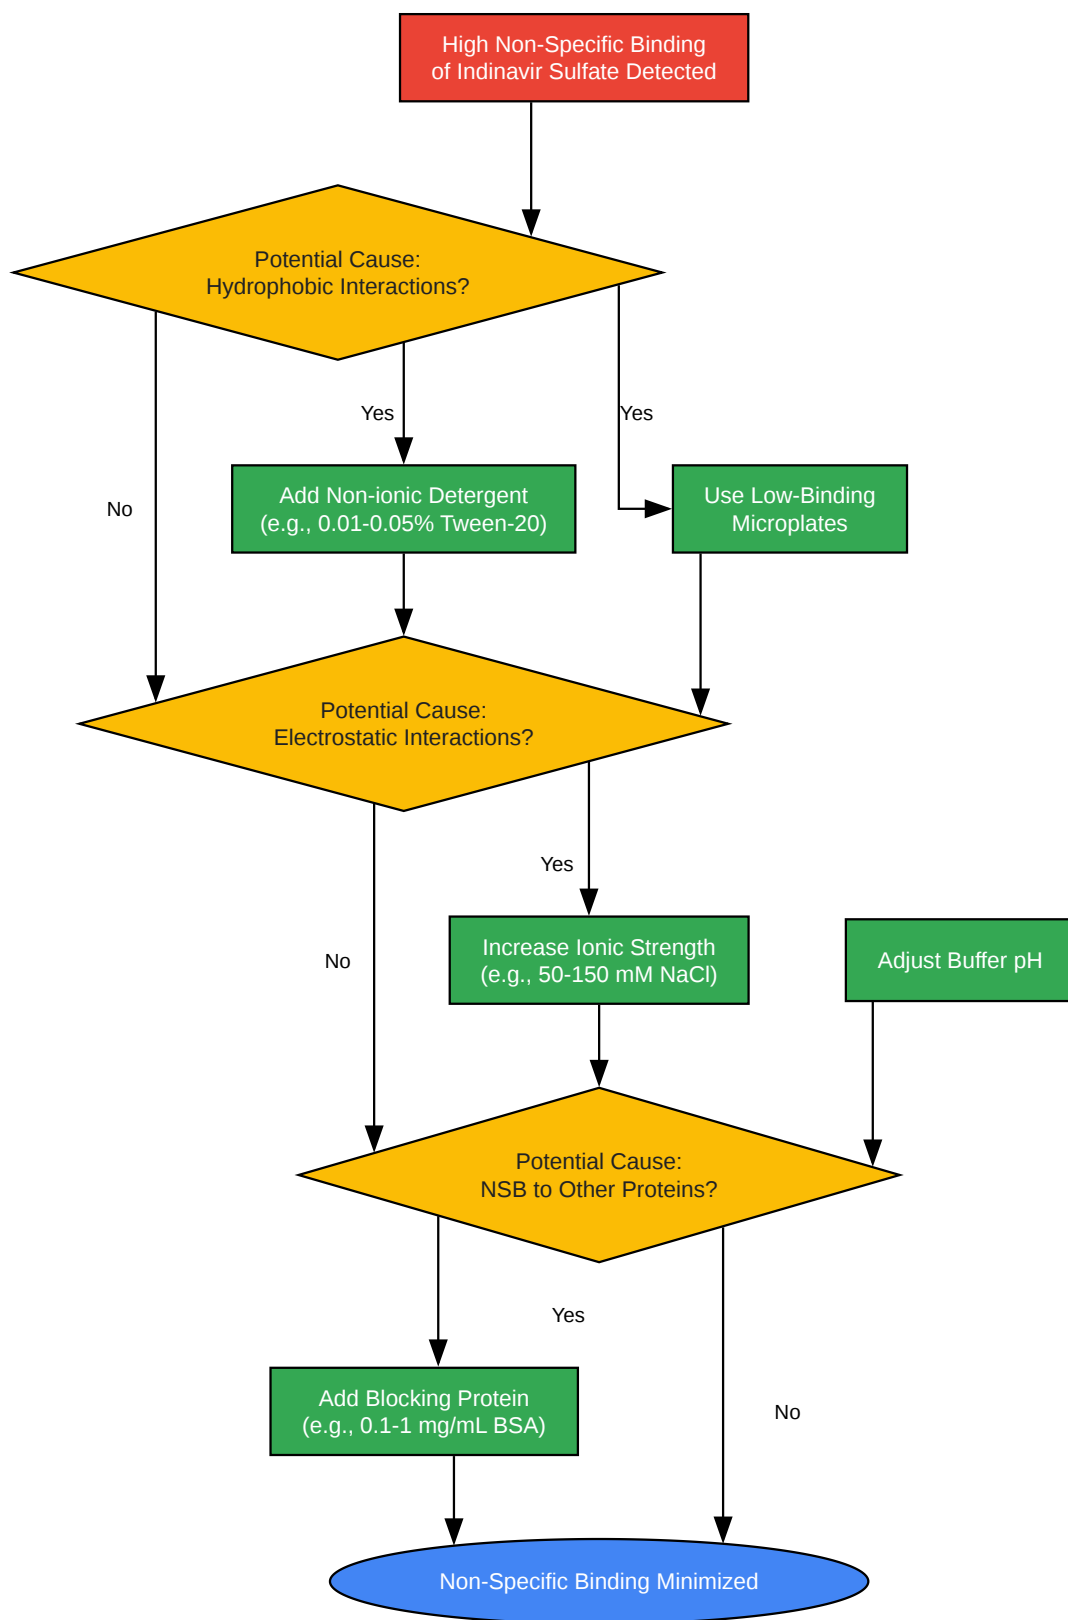 High Non-Specific Binding
of Indinavir Sulfate Detected
Potential Cause:
Hydrophobic Interactions?
Yes
Yes
Add Non-ionic Detergent
(e.g., 0.01-0.05% Tween-20)
Use Low-Binding
Microplates
No
Potential Cause:
Electrostatic Interactions?
Yes
Increase Ionic Strength
(e.g., 50-150 mM NaCl)
Adjust Buffer pH
No
Potential Cause:
NSB to Other Proteins?
Yes
Add Blocking Protein
(e.g., 0.1-1 mg/mL BSA)
No
Non-Specific Binding Minimized